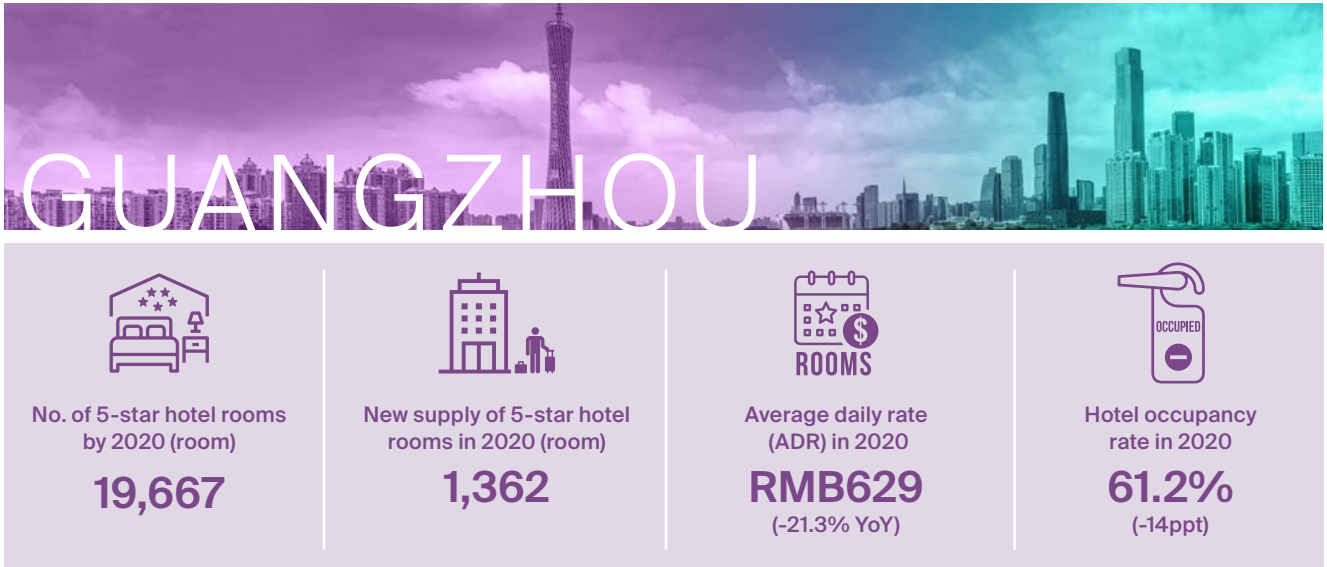 GUANGZHOU
No. of 5-star hotel rooms
by 2020 (room)
19,667
New supply of 5-star hotel
rooms in 2020 (room)
1,362
$
ROOMS
Average daily rate
(ADR) in 2020
RMB629
(-21.3% YoY)
OCCUPIED
Hotel occupancy
rate in 2020
61.2%
(-14ppt)